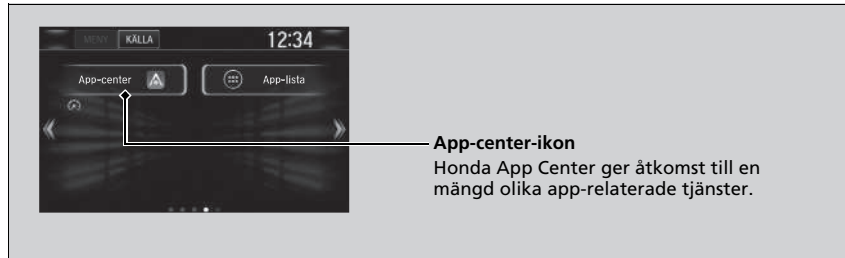 MENY
KÄLLA
12:34
App-center
App-lista
App-center-ikon
Honda App Center ger åtkomst till en
mängd olika app-relaterade tjänster.